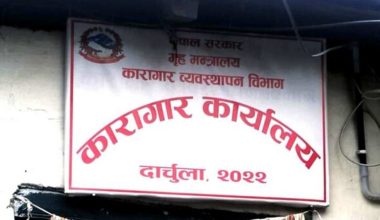 नेपाल सरकार
गृह मन्त्रालय
कारागार व्यवस्थापन विभाग
कारागार कार्यालय
दार्चुला, २०२२